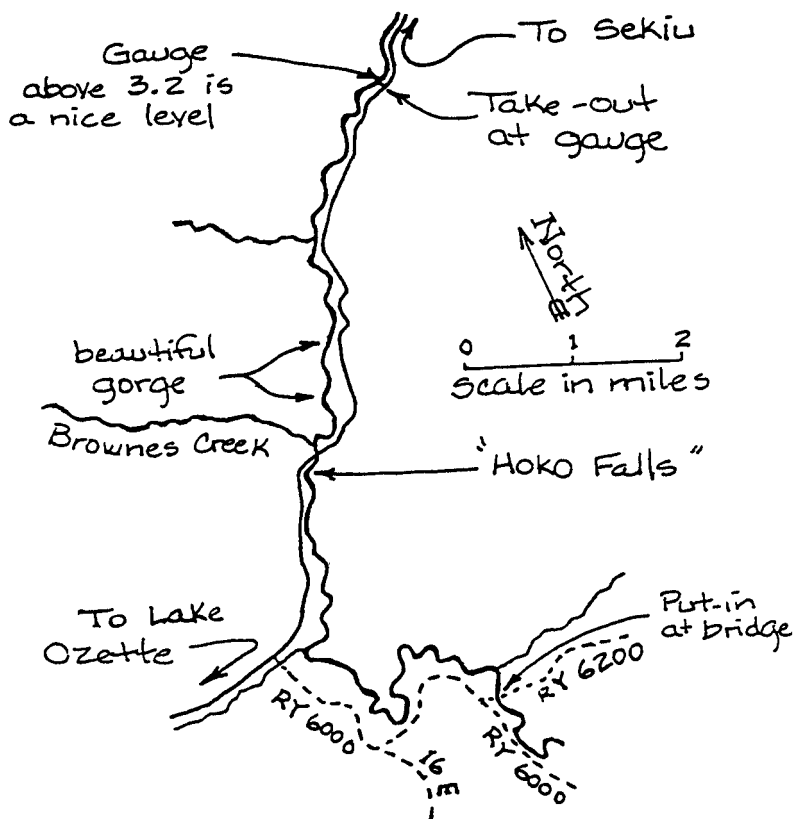 Gauge
above 3.2 is
a nice level
To Sekiu
Take-out
at gauge
North
0 1 2
Scale in miles
beautiful
gorge
Brownes Creek
"Hoko Falls"
To Lake
Ozette
Put-in
at bridge
RY 6200
RY 6000
RY 6000